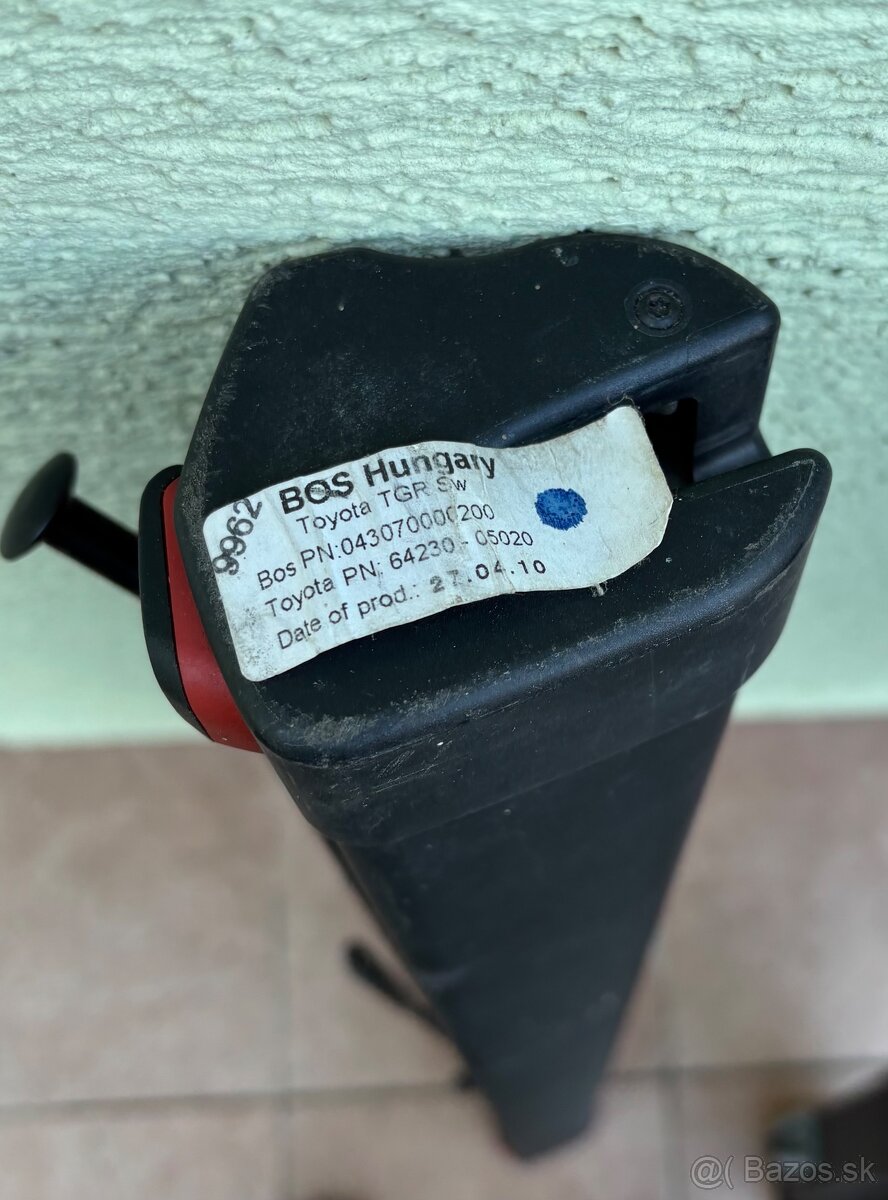 9962
BOS Hungary
Toyota TGR Sw
Bos PN:043070000200
Toyota PN: 64230 - 05020
Date of prod.: 27.04.10
@( Bazos.sk